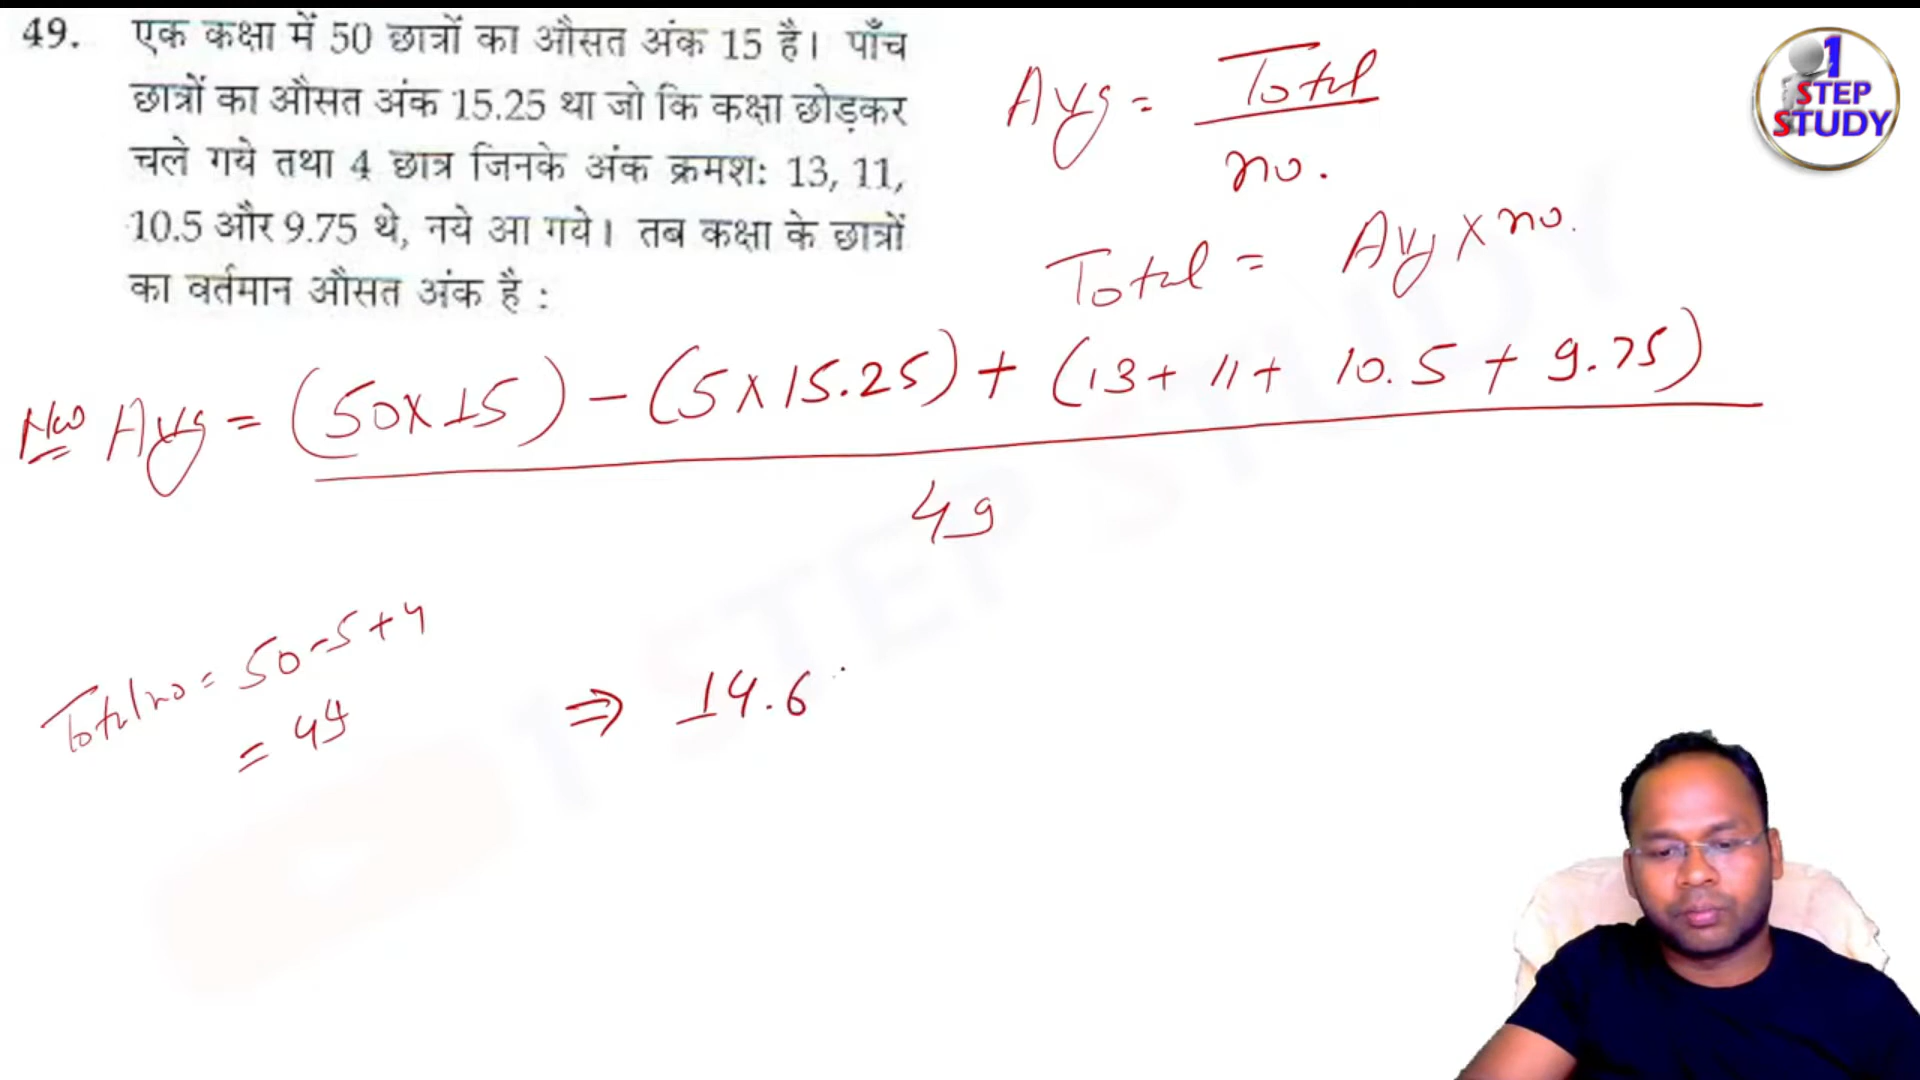 49. एक कक्षा में 50 छात्रों का औसत अंक 15 है। पाँच
छात्रों का औसत अंक 15.25 था जो कि कक्षा छोड़कर
चले गये तथा 4 छात्र जिनके अंक क्रमशः 13, 11,
10.5 और 9.75 थे, नये आ गये। तब कक्षा के छात्रों
का वर्तमान औसत अंक है :
Avg = Total / no.
Total = Avg × no.
1 STEP STUDY
New Avg = (50×15) - (5×15.25) + (13+11+ 10.5 + 9.75)
49
Total no = 50-5+4
= 49
⇒ 14.6
1 STEP STUDY